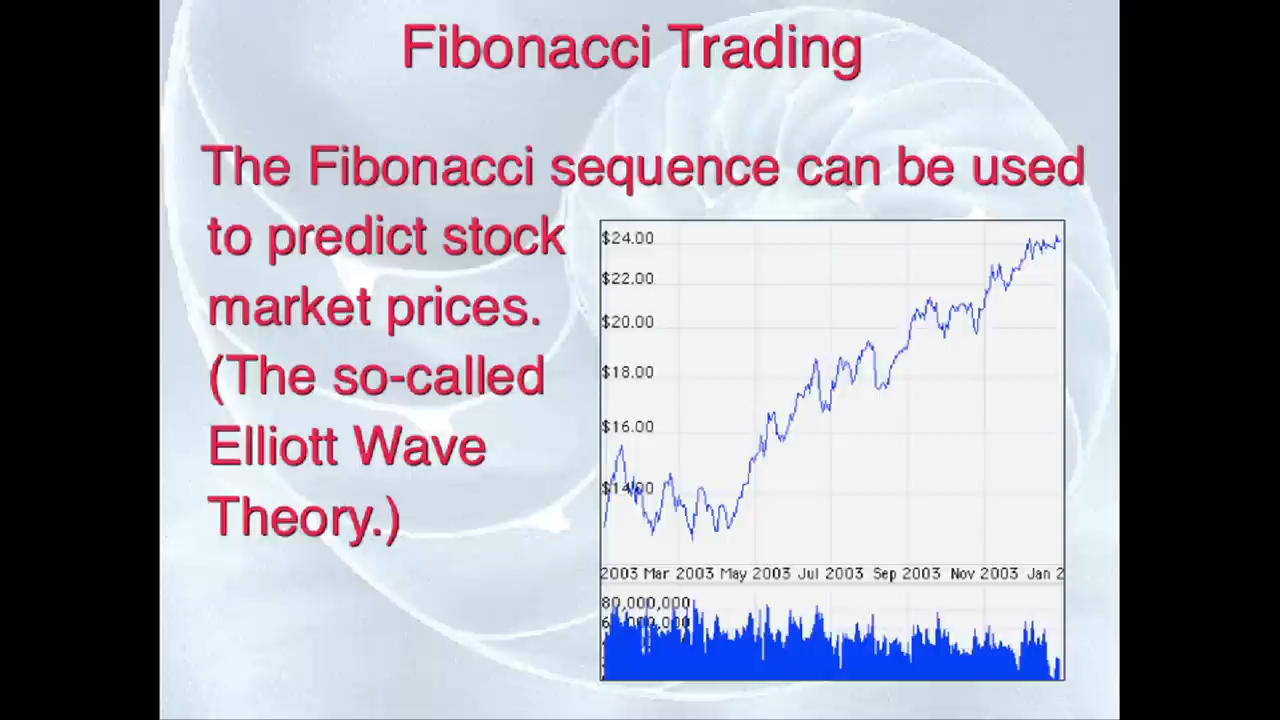 Fibonacci Trading
The Fibonacci sequence can be used
to predict stock
market prices.
(The so-called
Elliott Wave
Theory.)
$24.00
$22.00
$20.00
$18.00
$16.00
$14.00
2003 Mar 2003 May 2003 Jul 2003 Sep 2003 Nov 2003 Jan 2
80,000,000